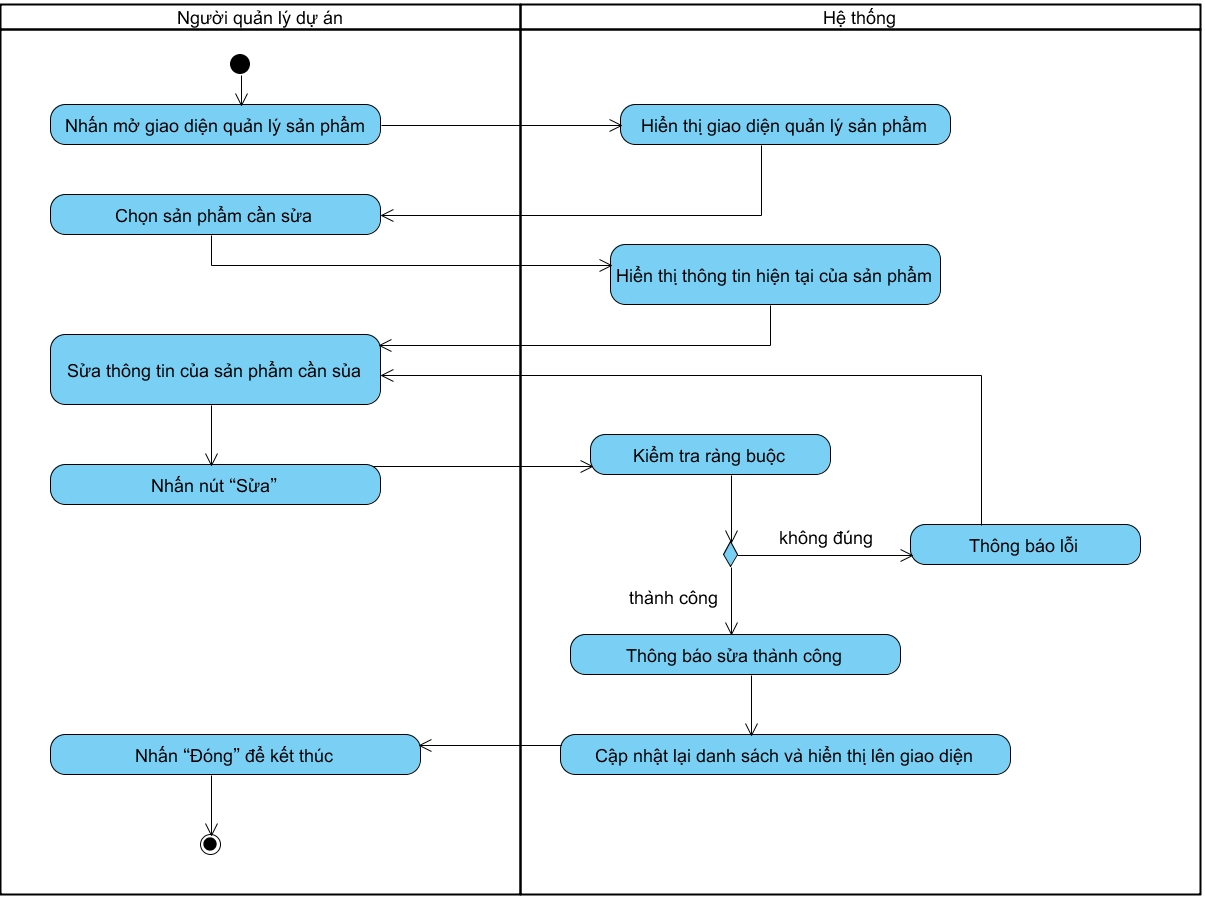 Người quản lý dự án
Hệ thống
Nhấn mở giao diện quản lý sản phẩm
Hiển thị giao diện quản lý sản phẩm
Chọn sản phẩm cần sửa
Hiển thị thông tin hiện tại của sản phẩm
Sửa thông tin của sản phẩm cần sủa
Kiểm tra ràng buộc
Nhấn nút “Sửa”
không đúng
Thông báo lỗi
thành công
Thông báo sửa thành công
Nhấn “Đóng” để kết thúc
Cập nhật lại danh sách và hiển thị lên giao diện